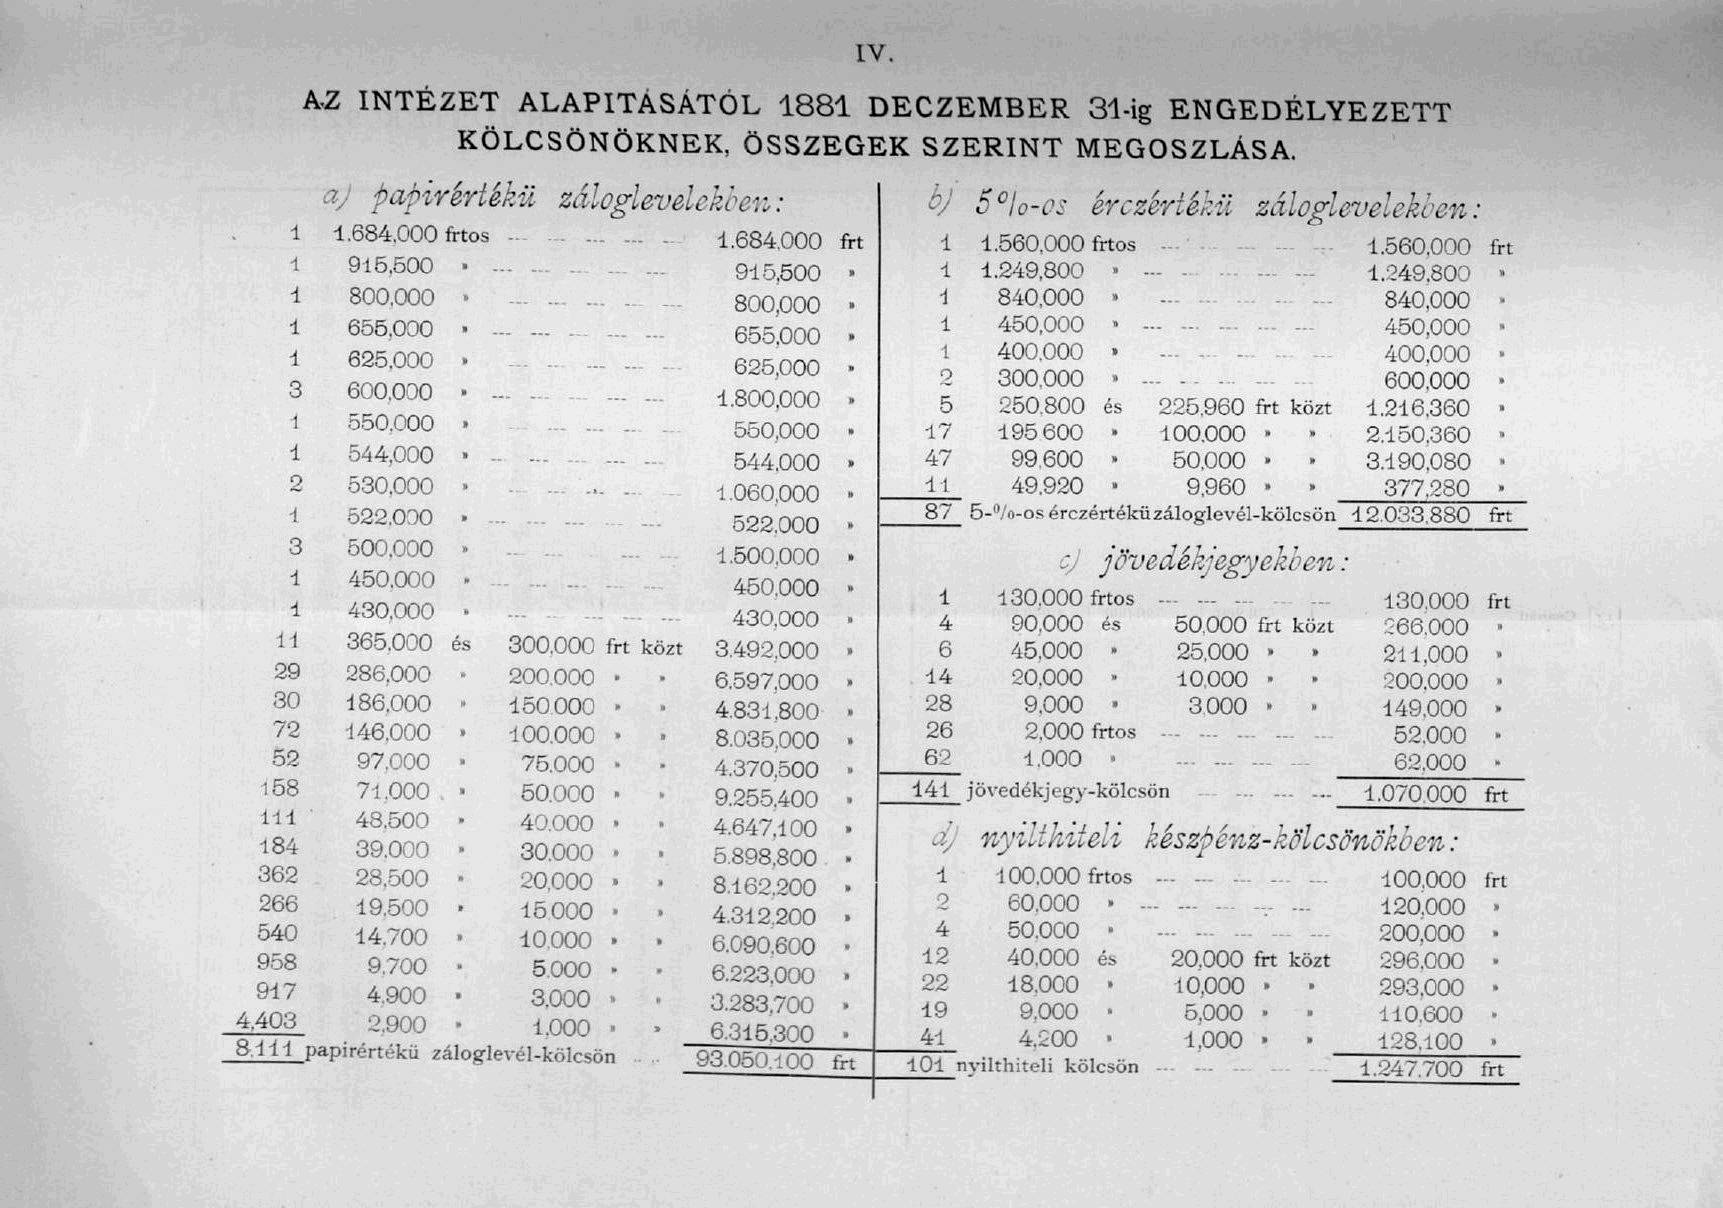 IV.
AZ INTÉZET ALAPITÁSÁTÓL 1881 DECZEMBER 31-ig ENGEDÉLYEZETT
KÖLCSÖNÖKNEK, ÖSSZEGEK SZERINT MEGOSZLÁSA.
a) papirértékü záloglevelekben:
1 1.684,000 frtos 1.684,000 frt
1 915,500 » 915,500 »
1 800,000 » 800,000 »
1 655,000 » 655,000 »
1 625,000 » 625,000 »
3 600,000 » 1.800,000 »
1 550,000 » 550,000 »
1 544,000 » 544,000 »
2 530,000 » 1.060,000 »
1 522,000 » 522,000 »
3 500,000 » 1.500,000 »
1 450,000 » 450,000 »
1 430,000 » 430,000 »
11 365,000 és 300,000 frt közt 3.492,000 »
29 286,000 » 200.000 » » 6.597,000 »
30 186,000 » 150.000 » » 4.831,800 »
72 146,000 » 100.000 » » 8.035,000 »
52 97,000 » 75.000 » » 4.370,500 »
158 71,000 » 50.000 » » 9.255,400 »
111 48,500 » 40.000 » » 4.647,100 »
184 39,000 » 30.000 » » 5.898,800 »
362 28,500 » 20,000 » » 8.162,200 »
266 19,500 » 15.000 » » 4.312,200 »
540 14,700 » 10,000 » » 6.090,600 »
958 9,700 » 5.000 » » 6.223,000 »
917 4,900 » 3,000 » » 3.283,700 »
4,403 2,900 » 1,000 » » 6.315,300 »
8.111 papirértékü záloglevél-kölcsön 93.050.100 frt
b) 5%-os érczértékü záloglevelekben:
1 1.560,000 frtos 1.560,000 frt
1 1.249,800 » 1.249,800 »
1 840,000 » 840,000 »
1 450,000 » 450,000 »
1 400,000 » 400,000 »
2 300,000 » 600,000 »
5 250,800 és 225,960 frt közt 1.216,360 »
17 195 600 » 100.000 » » 2.150,360 »
47 99,600 » 50,000 » » 3.190,080 »
11 49,920 » 9,960 » » 377,280 »
87 5-%-os érczértékü záloglevél-kölcsön 12.033,880 frt
c) jövedékjegyekben:
1 130,000 frtos 130,000 frt
4 90,000 és 50,000 frt közt 266,000 »
6 45,000 » 25,000 » » 211,000 »
14 20,000 » 10,000 » » 200,000 »
28 9,000 » 3.000 » » 149,000 »
26 2,000 frtos 52,000 »
62 1,000 » 62,000 »
141 jövedékjegy-kölcsön 1.070.000 frt
d) nyilthiteli készpénz-kölcsönökben:
1 100,000 frtos 100,000 frt
2 60,000 » 120,000 »
4 50,000 » 200,000 »
12 40,000 és 20,000 frt közt 296,000 »
22 18,000 » 10,000 » » 293,000 »
19 9,000 » 5,000 » » 110,600 »
41 4,200 » 1,000 » » 128,100 »
101 nyilthiteli kölcsön 1.247.700 frt